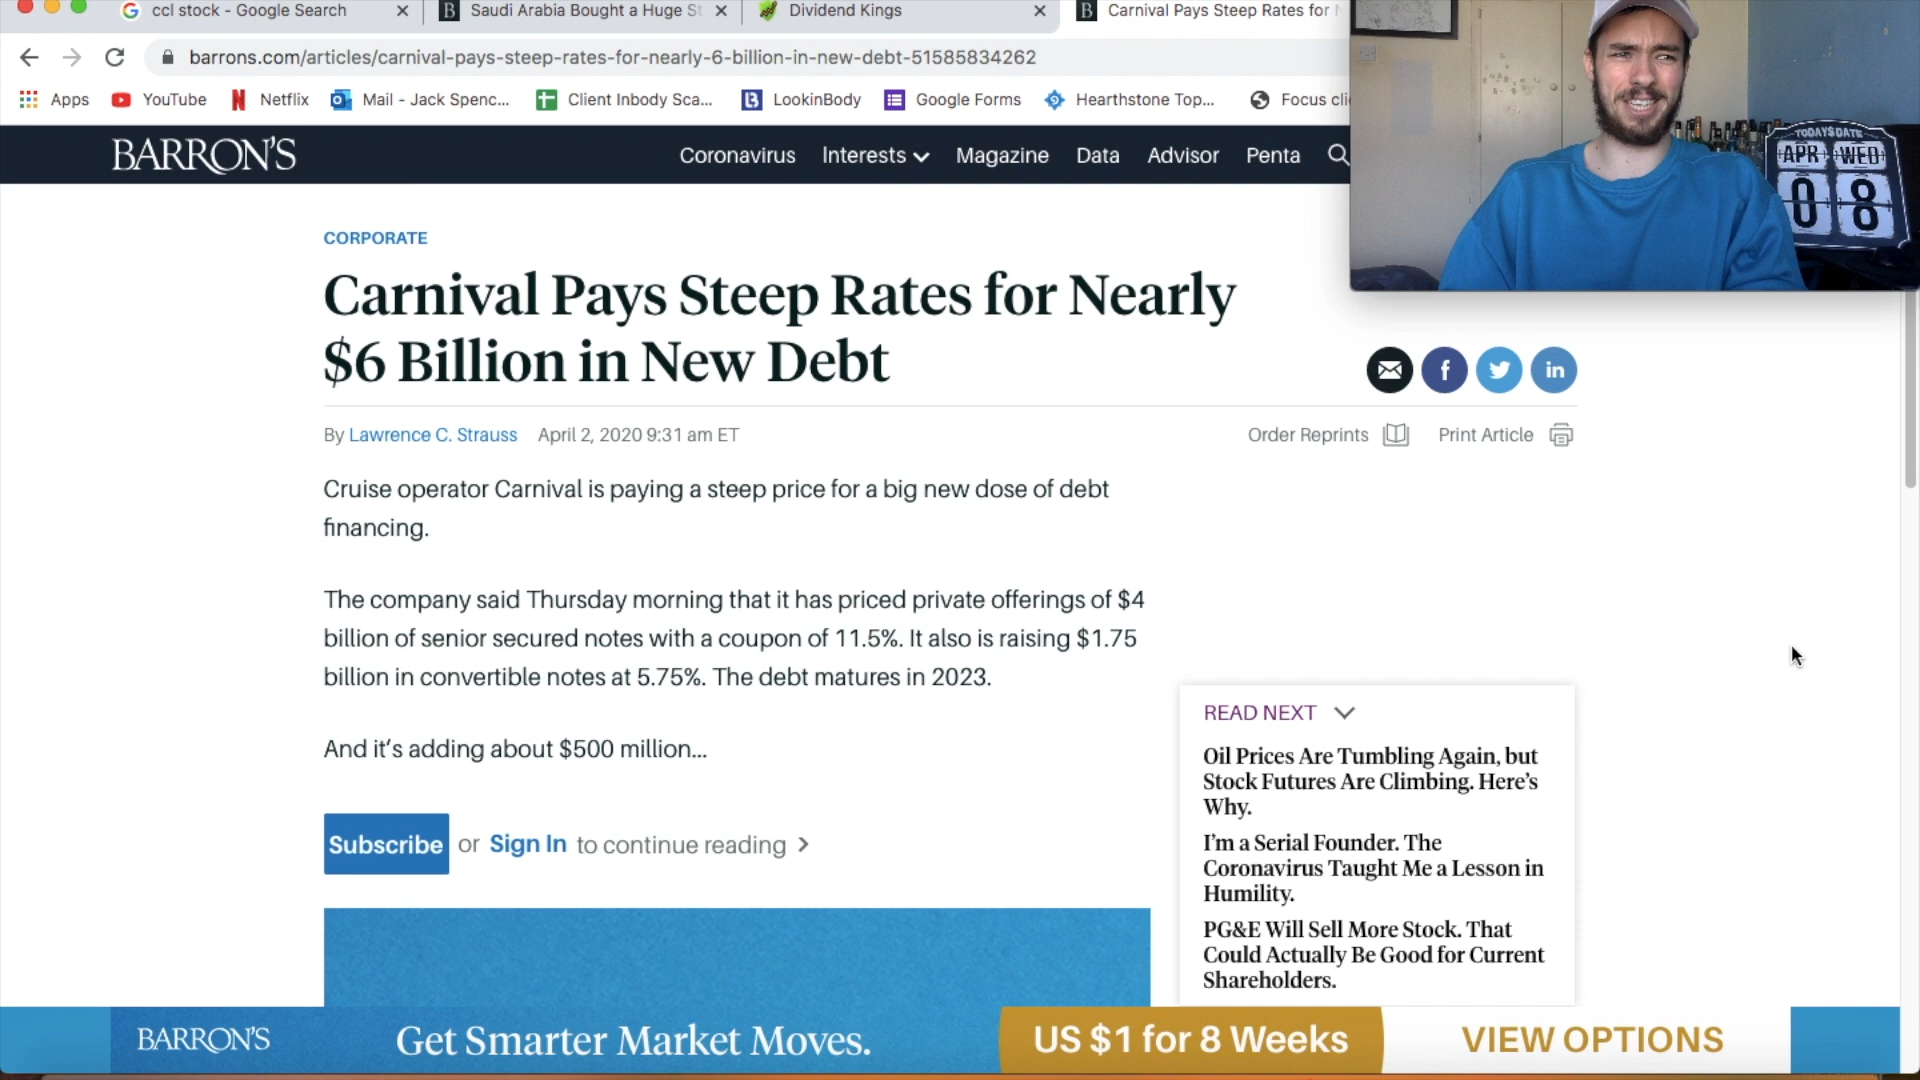 ccl stock - Google Search
Saudi Arabia Bought a Huge St
Dividend Kings
Carnival Pays Steep Rates for
barrons.com/articles/carnival-pays-steep-rates-for-nearly-6-billion-in-new-debt-51585834262
Apps
YouTube
Netflix
Mail - Jack Spenc...
Client Inbody Sca...
LookinBody
Google Forms
Hearthstone Top...
Focus cli
TODAYS DATE
APR WED
08
BARRON'S
Coronavirus
Interests
Magazine
Data
Advisor
Penta
CORPORATE
Carnival Pays Steep Rates for Nearly
$6 Billion in New Debt
By Lawrence C. Strauss April 2, 2020 9:31 am ET
Order Reprints
Print Article
Cruise operator Carnival is paying a steep price for a big new dose of debt
financing.
The company said Thursday morning that it has priced private offerings of $4
billion of senior secured notes with a coupon of 11.5%. It also is raising $1.75
billion in convertible notes at 5.75%. The debt matures in 2023.
And it's adding about $500 million...
Subscribe or Sign In to continue reading >
READ NEXT
Oil Prices Are Tumbling Again, but
Stock Futures Are Climbing. Here's
Why.
I'm a Serial Founder. The
Coronavirus Taught Me a Lesson in
Humility.
PG&E Will Sell More Stock. That
Could Actually Be Good for Current
Shareholders.
BARRON'S
Get Smarter Market Moves.
US $1 for 8 Weeks
VIEW OPTIONS